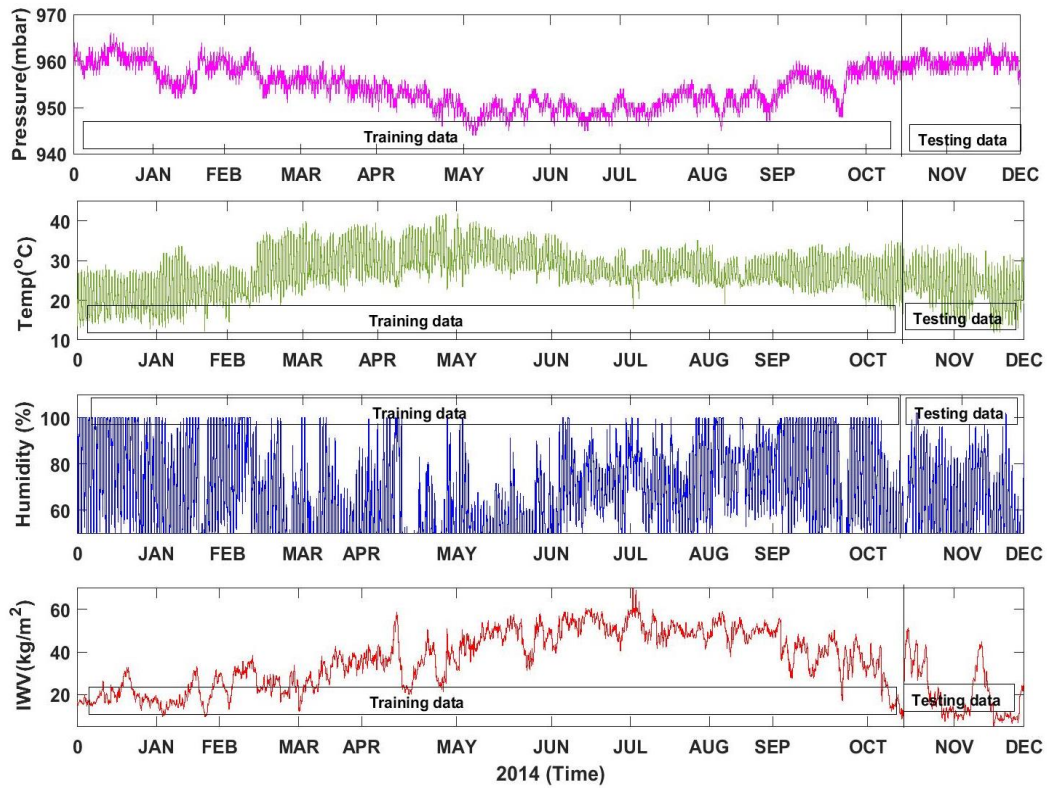 Pressure(mbar)
970
960
950
940
Training data
Testing data
0 JAN FEB MAR APR MAY JUN JUL AUG SEP OCT NOV DEC
Temp(°C)
40
30
20
10
Training data
Testing data
0 JAN FEB MAR APR MAY JUN JUL AUG SEP OCT NOV DEC
Humidity (%)
100
80
60
Training data
Testing data
0 JAN FEB MAR APR MAY JUN JUL AUG SEP OCT NOV DEC
IWV(kg/m²)
60
40
20
Training data
Testing data
0 JAN FEB MAR APR MAY JUN JUL AUG SEP OCT NOV DEC
2014 (Time)